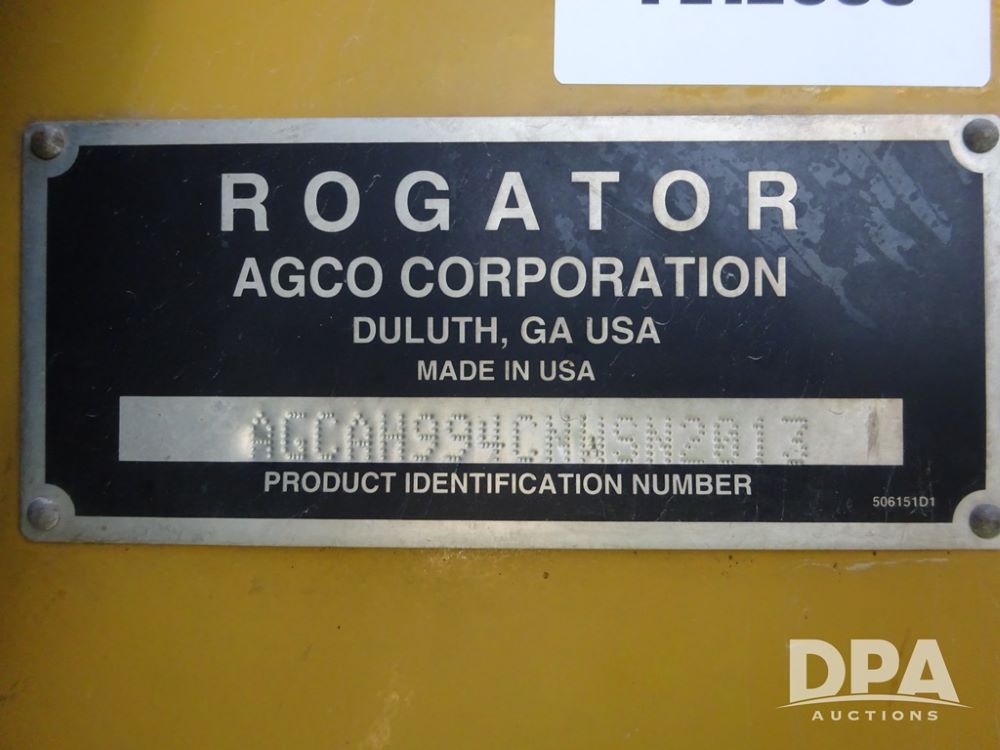 ROGATOR
AGCO CORPORATION
DULUTH, GA USA
MADE IN USA
AGCAH994CNWSN2013
PRODUCT IDENTIFICATION NUMBER
506151D1
DPA
AUCTIONS